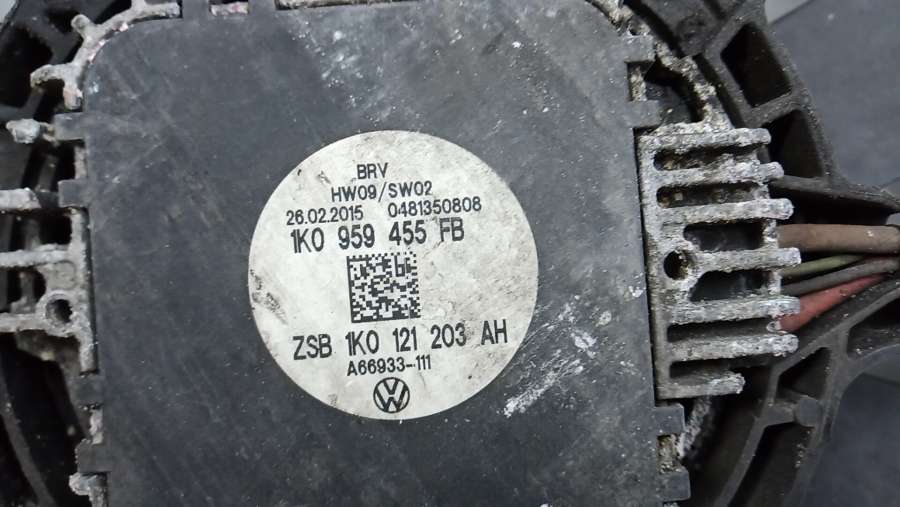 BRV
HW09/SW02
26.02.2015 0481350808
1K0 959 455 FB
ZSB 1K0 121 203 AH
A66933-111
VW